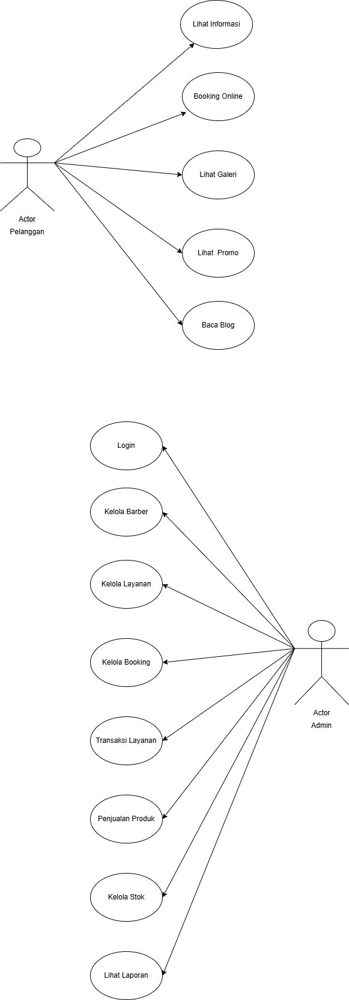 Lihat Informasi
Booking Online
Lihat Galeri
Actor
Pelanggan
Lihat Promo
Baca Blog
Login
Kelola Barber
Kelola Layanan
Kelola Booking
Actor
Admin
Transaksi Layanan
Penjualan Produk
Kelola Stok
Lihat Laporan